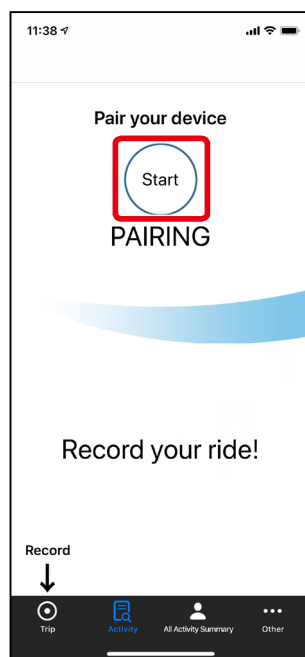 11:38
Pair your device
Start
PAIRING
Record your ride!
Record
Trip
Activity
All Activity Summary
Other